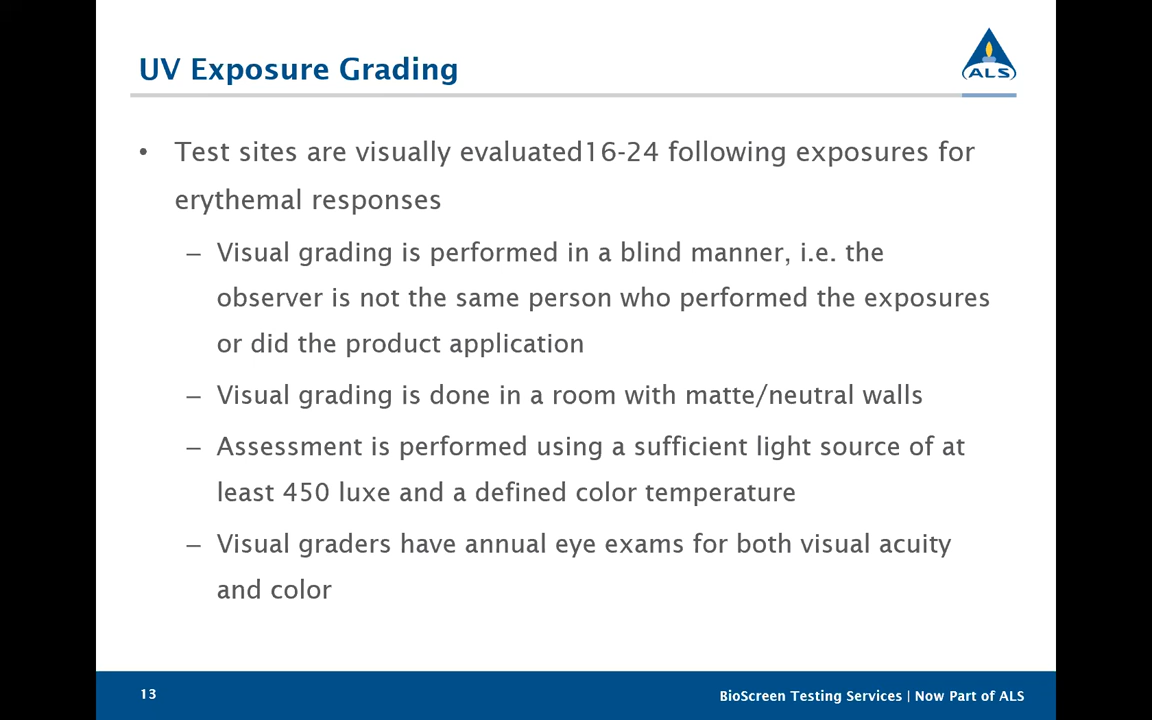 UV Exposure Grading
ALS
• Test sites are visually evaluated16-24 following exposures for
erythemal responses
– Visual grading is performed in a blind manner, i.e. the
observer is not the same person who performed the exposures
or did the product application
– Visual grading is done in a room with matte/neutral walls
– Assessment is performed using a sufficient light source of at
least 450 luxe and a defined color temperature
– Visual graders have annual eye exams for both visual acuity
and color
13
BioScreen Testing Services | Now Part of ALS